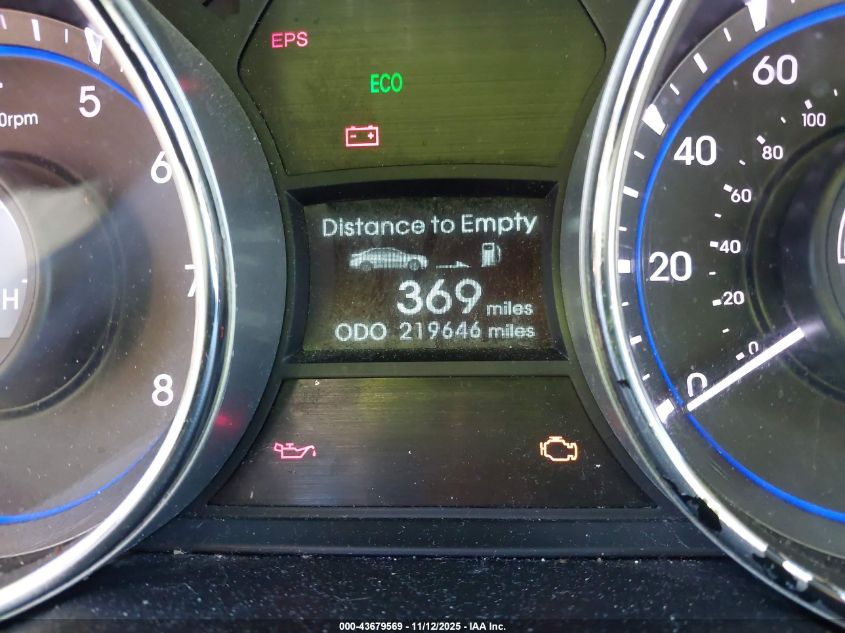 EPS
ECO
5
0rpm
6
7
8
H
Distance to Empty
369 miles
ODO 219646 miles
60
40
20
0
100
80
60
40
20
0
000-43679569 - 11/12/2025 - IAA Inc.